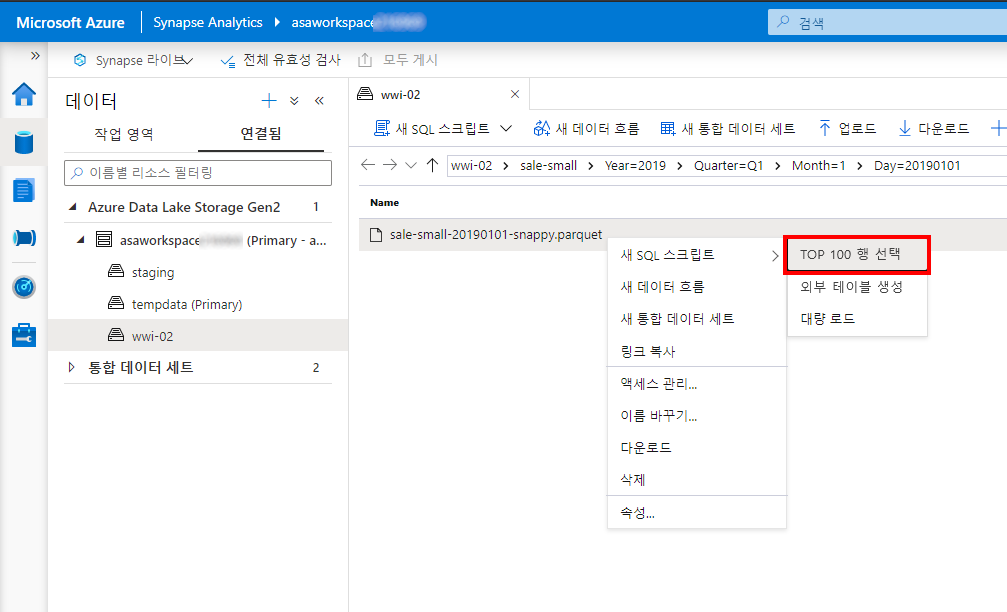 Microsoft Azure
Synapse Analytics
asaworkspace
검색
Synapse 라이브
전체 유효성 검사
모두 게시
데이터
작업 영역
연결됨
이름별 리소스 필터링
Azure Data Lake Storage Gen2 1
asaworkspace (Primary - a...
staging
tempdata (Primary)
wwi-02
통합 데이터 세트 2
wwi-02
새 SQL 스크립트
새 데이터 흐름
새 통합 데이터 세트
업로드
다운로드
wwi-02 > sale-small > Year=2019 > Quarter=Q1 > Month=1 > Day=20190101
Name
sale-small-20190101-snappy.parquet
새 SQL 스크립트
새 데이터 흐름
새 통합 데이터 세트
링크 복사
액세스 관리...
이름 바꾸기...
다운로드
삭제
속성...
TOP 100 행 선택
외부 테이블 생성
대량 로드